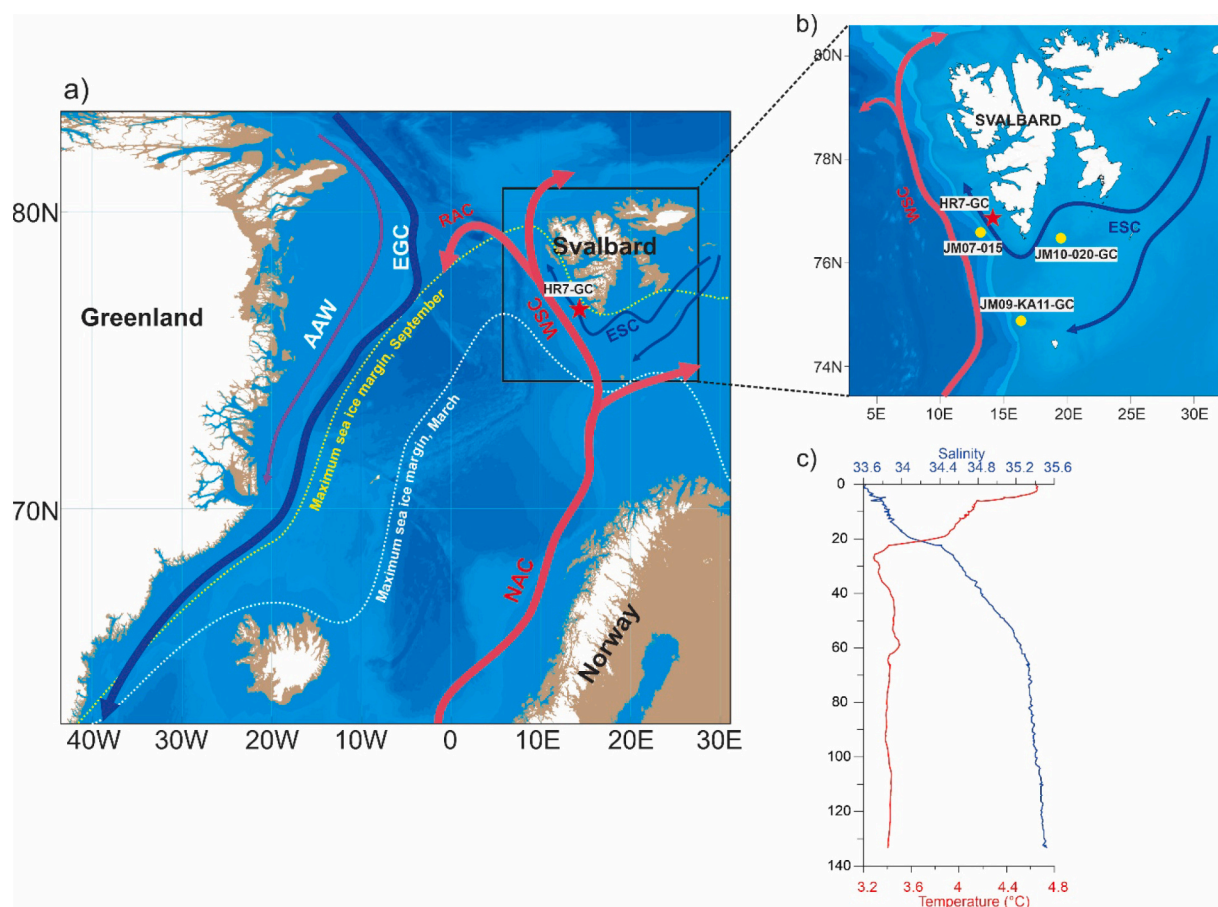 a)
80N
70N
40W 30W 20W 10W 0 10E 20E 30E
Greenland
AAW
EGC
RAC
Svalbard
HR7-GC
WSC
ESC
Maximum sea ice margin, September
Maximum sea ice margin, March
NAC
Norway
b)
80N
78N
76N
74N
5E 10E 15E 20E 25E 30E
SVALBARD
WSC
HR7-GC
ESC
JM07-015
JM10-020-GC
JM09-KA11-GC
c)
Salinity
33.6 34 34.4 34.8 35.2 35.6
0
20
40
60
80
100
120
140
3.2 3.6 4 4.4 4.8
Temperature (°C)